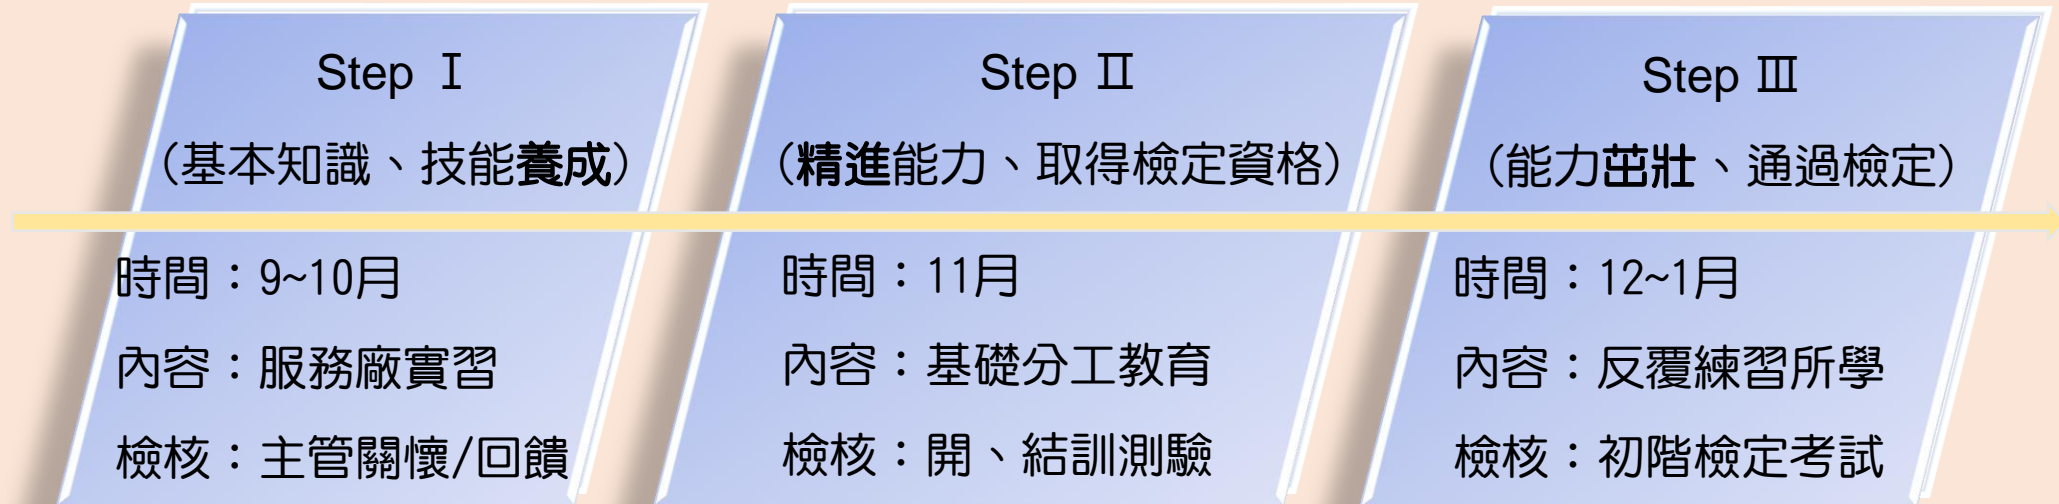 Step Ⅰ
(基本知識、技能養成)
時間：9~10月
內容：服務廠實習
檢核：主管關懷/回饋
Step Ⅱ
(精進能力、取得檢定資格)
時間：11月
內容：基礎分工教育
檢核：開、結訓測驗
Step Ⅲ
(能力茁壯、通過檢定)
時間：12~1月
內容：反覆練習所學
檢核：初階檢定考試